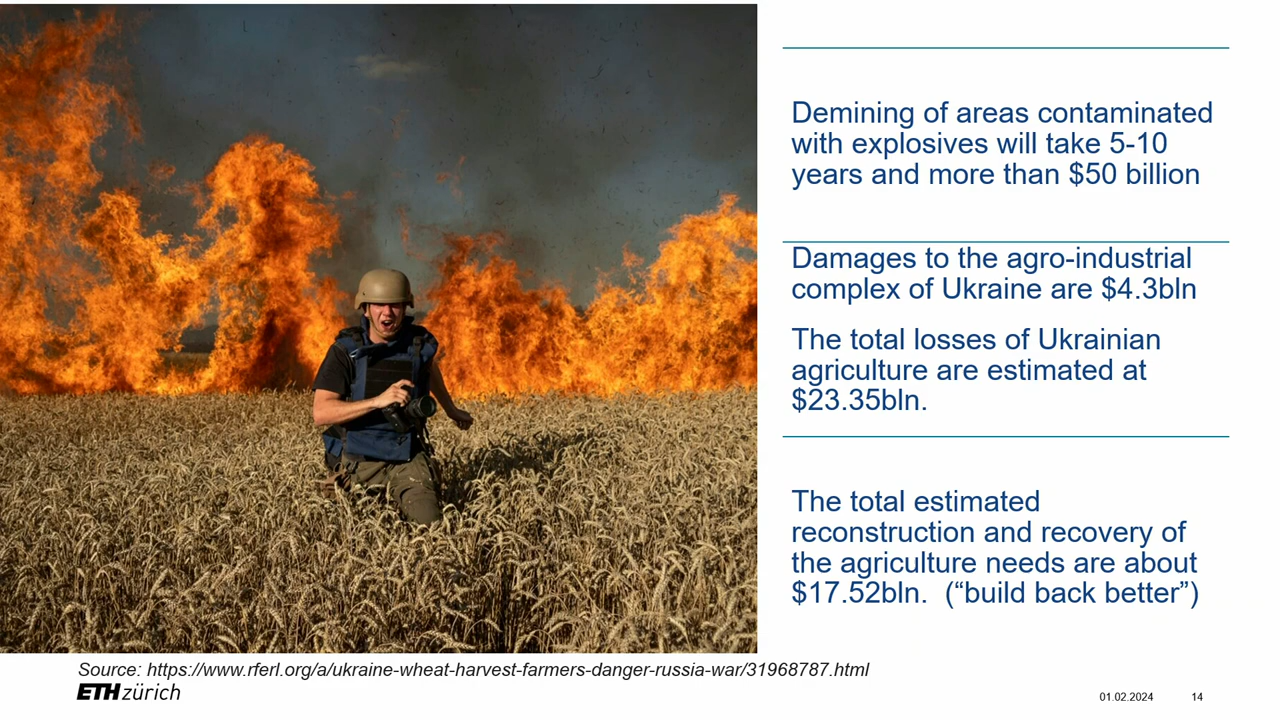 Demining of areas contaminated
with explosives will take 5-10
years and more than $50 billion
Damages to the agro-industrial
complex of Ukraine are $4.3bln
The total losses of Ukrainian
agriculture are estimated at
$23.35bln.
The total estimated
reconstruction and recovery of
the agriculture needs are about
$17.52bln.  (“build back better”)
Source: https://www.rferl.org/a/ukraine-wheat-harvest-farmers-danger-russia-war/31968787.html
ETH zürich
01.02.2024
14